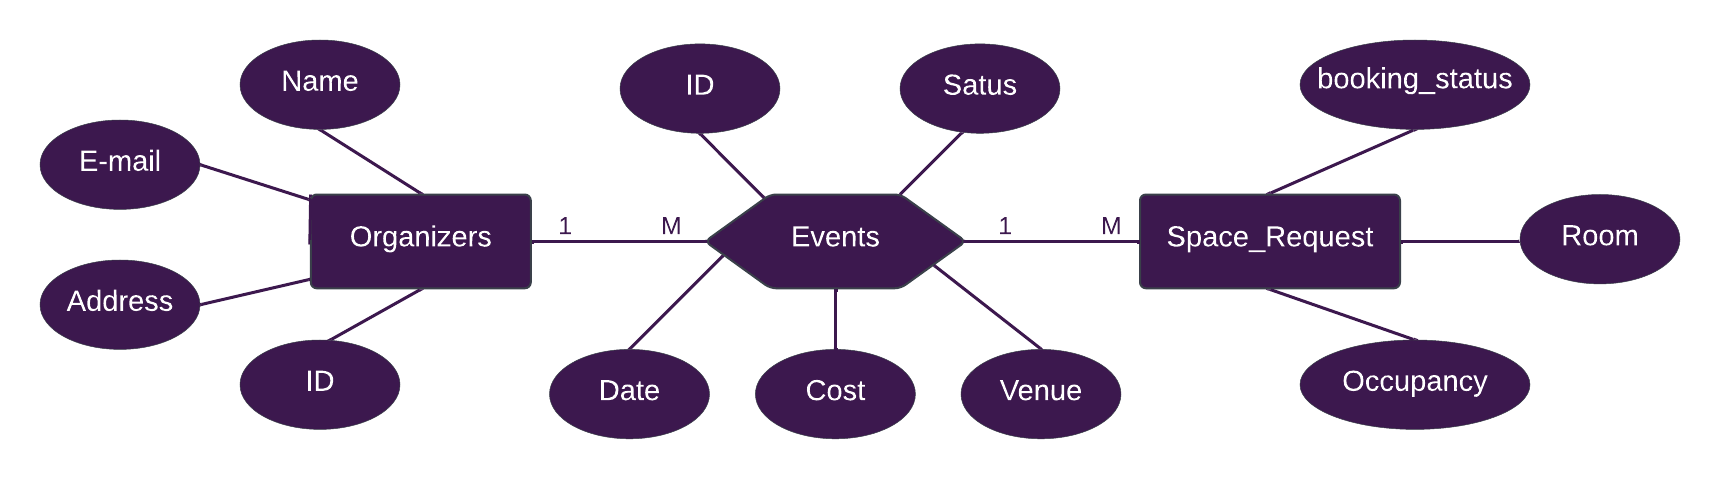 Name
ID
Satus
booking_status
E-mail
Organizers
1
M
Events
1
M
Space_Request
Room
Address
ID
Date
Cost
Venue
Occupancy